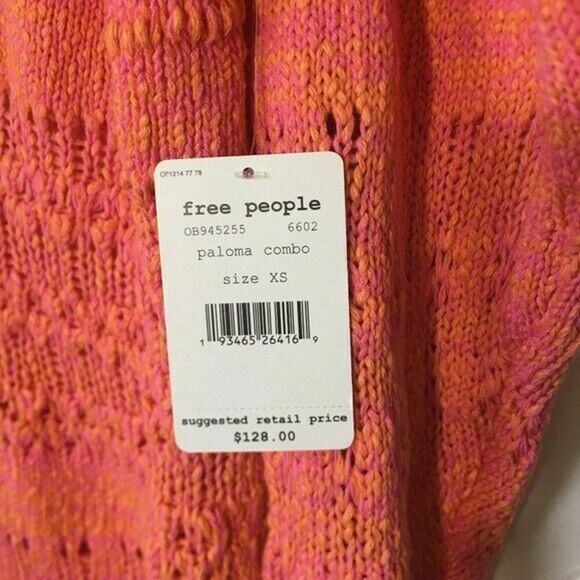 CP1214 77 78
free people
OB945255 6602
paloma combo
size XS
1 93465 26416 9
suggested retail price
$128.00